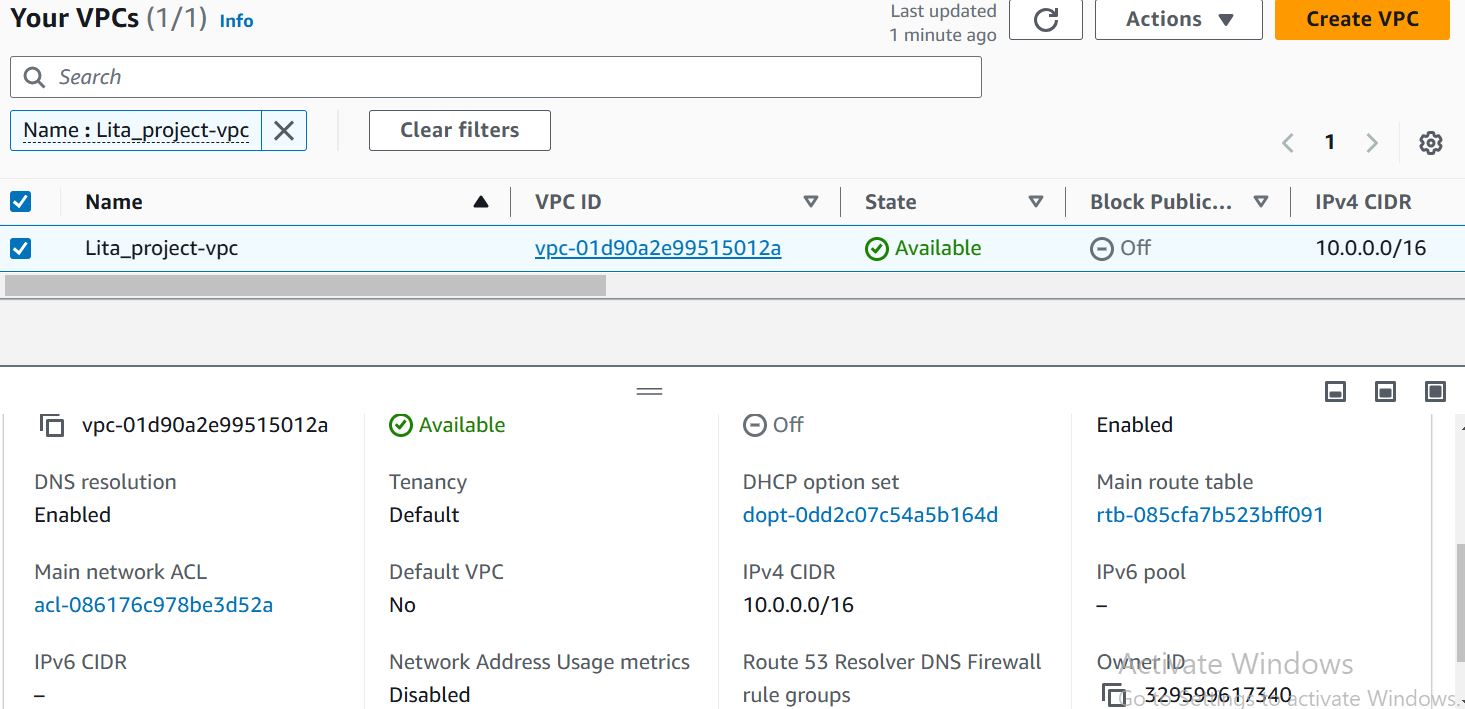 Your VPCs (1/1) Info
Last updated
1 minute ago
Actions
Create VPC
Search
Name : Lita_project-vpc
Clear filters
1
Name
VPC ID
State
Block Public...
IPv4 CIDR
Lita_project-vpc
vpc-01d90a2e99515012a
Available
Off
10.0.0.0/16
vpc-01d90a2e99515012a
Available
Off
Enabled
DNS resolution
Enabled
Tenancy
Default
DHCP option set
dopt-0dd2c07c54a5b164d
Main route table
rtb-085cfa7b523bff091
Main network ACL
acl-086176c978be3d52a
Default VPC
No
IPv4 CIDR
10.0.0.0/16
IPv6 pool
–
IPv6 CIDR
–
Network Address Usage metrics
Disabled
Route 53 Resolver DNS Firewall
rule groups
Owner ID
329599617340
Activate Windows
Go to Settings to activate Windows.